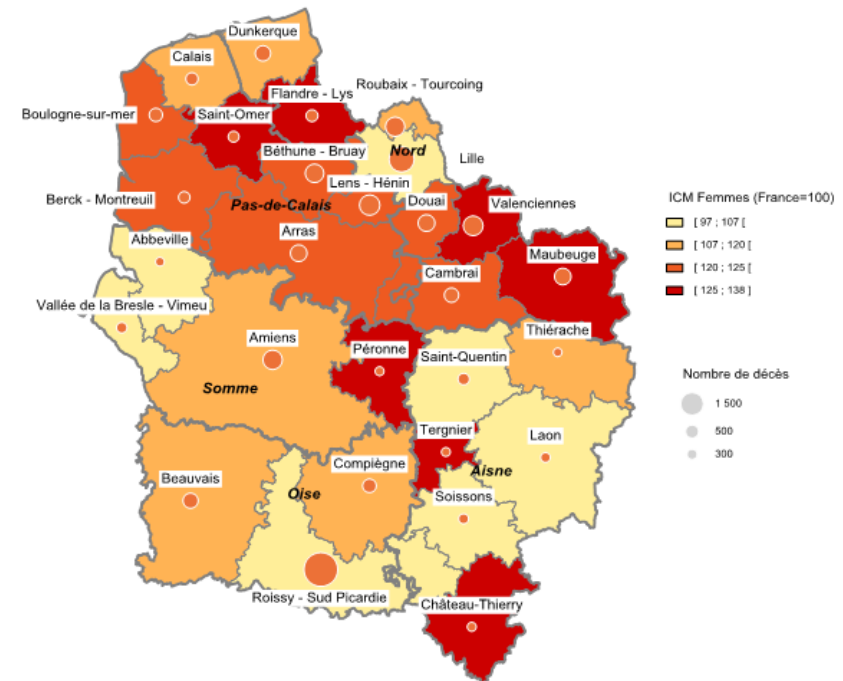 Dunkerque
Calais
Flandre - Lys
Roubaix - Tourcoing
Boulogne-sur-mer
Saint-Omer
Béthune - Bruay
Nord
Lille
Lens - Hénin
Berck - Montreuil
Pas-de-Calais
Douai
Valenciennes
Arras
Abbeville
Cambrai
Maubeuge
Vallée de la Bresle - Vimeu
Amiens
Péronne
Saint-Quentin
Thiérache
Somme
Tergnier
Laon
Beauvais
Compiègne
Aisne
Oise
Soissons
Roissy - Sud Picardie
Château-Thierry
ICM Femmes (France=100)
[ 97 ; 107 [
[ 107 ; 120 [
[ 120 ; 125 [
[ 125 ; 138 ]
Nombre de décès
1 500
500
300